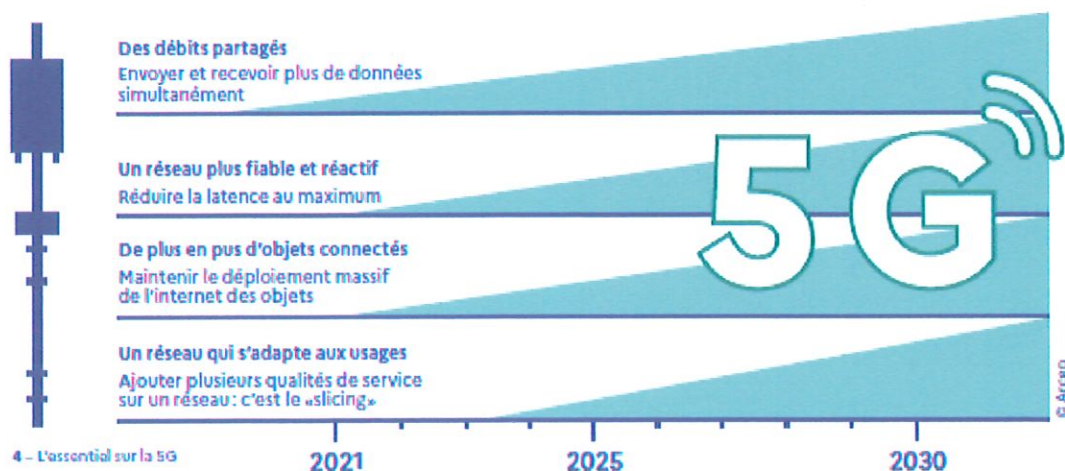 Des débits partagés
Envoyer et recevoir plus de données
simultanément
Un réseau plus fiable et réactif
Réduire la latence au maximum
De plus en pus d'objets connectés
Maintenir le déploiement massif
de l'internet des objets
Un réseau qui s'adapte aux usages
Ajouter plusieurs qualités de service
sur un réseau : c'est le «slicing»
5G
© Arcep
4 – L'essentiel sur la 5G
2021
2025
2030